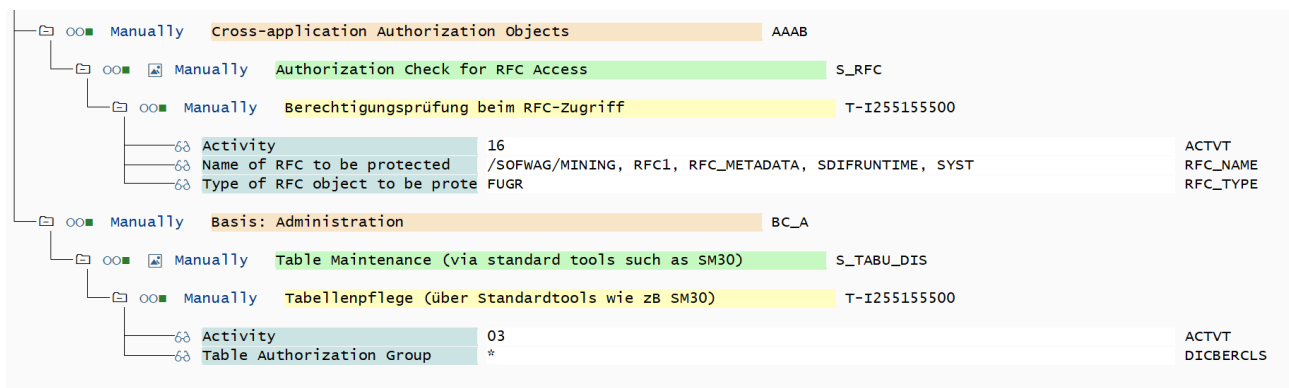 Manually Cross-application Authorization Objects AAAB
Manually Authorization Check for RFC Access S_RFC
Manually Berechtigungsprüfung beim RFC-Zugriff T-I255155500
Activity 16 ACTVT
Name of RFC to be protected /SOFWAG/MINING, RFC1, RFC_METADATA, SDIFRUNTIME, SYST RFC_NAME
Type of RFC object to be prote FUGR RFC_TYPE
Manually Basis: Administration BC_A
Manually Table Maintenance (via standard tools such as SM30) S_TABU_DIS
Manually Tabellenpflege (über Standardtools wie zB SM30) T-I255155500
Activity 03 ACTVT
Table Authorization Group * DICBERCLS